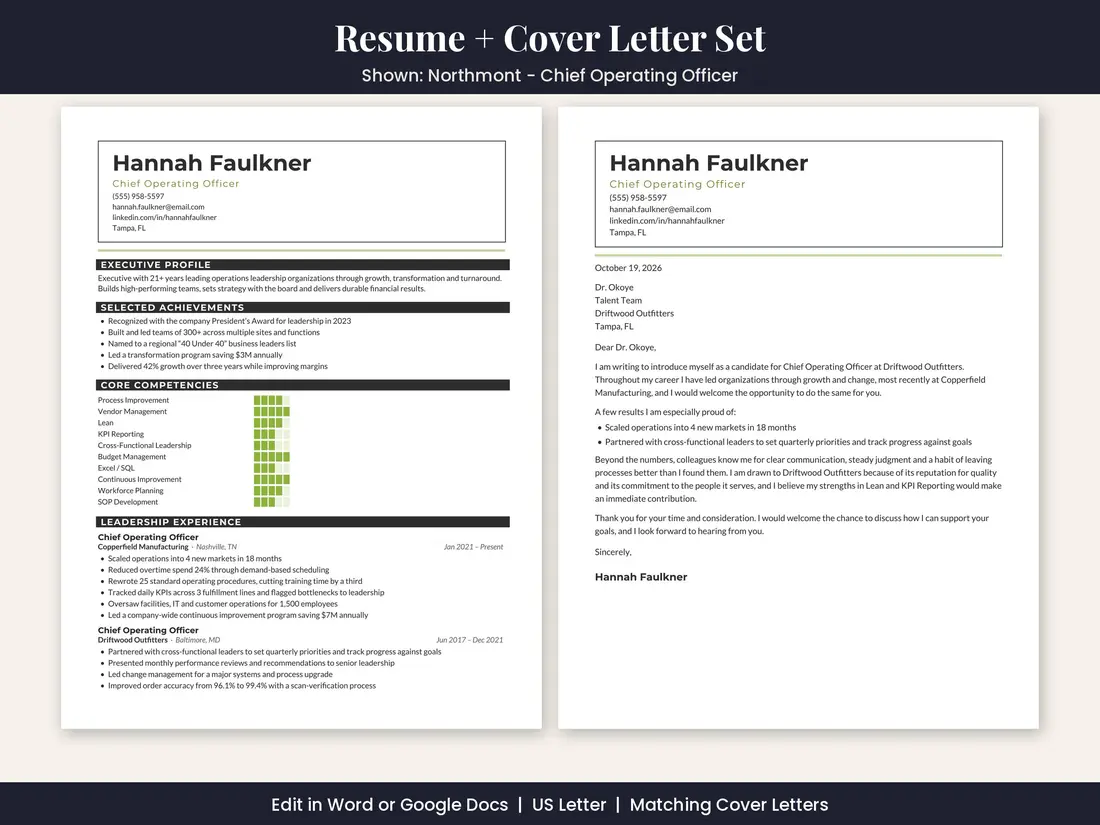 Resume + Cover Letter Set
Shown: Northmont - Chief Operating Officer
Hannah Faulkner
Chief Operating Officer
(555) 958-5597
hannah.faulkner@email.com
linkedin.com/in/hannahfaulkner
Tampa, FL
EXECUTIVE PROFILE
Executive with 21+ years leading operations leadership organizations through growth, transformation and turnaround.
Builds high-performing teams, sets strategy with the board and delivers durable financial results.
SELECTED ACHIEVEMENTS
• Recognized with the company President's Award for leadership in 2023
• Built and led teams of 300+ across multiple sites and functions
• Named to a regional "40 Under 40" business leaders list
• Led a transformation program saving $3M annually
• Delivered 42% growth over three years while improving margins
CORE COMPETENCIES
Process Improvement
Vendor Management
Lean
KPI Reporting
Cross-Functional Leadership
Budget Management
Excel / SQL
Continuous Improvement
Workforce Planning
SOP Development
LEADERSHIP EXPERIENCE
Chief Operating Officer
Copperfield Manufacturing · Nashville, TN Jan 2021 – Present
• Scaled operations into 4 new markets in 18 months
• Reduced overtime spend 24% through demand-based scheduling
• Rewrote 25 standard operating procedures, cutting training time by a third
• Tracked daily KPIs across 3 fulfillment lines and flagged bottlenecks to leadership
• Oversaw facilities, IT and customer operations for 1,500 employees
• Led a company-wide continuous improvement program saving $7M annually
Chief Operating Officer
Driftwood Outfitters · Baltimore, MD Jun 2017 – Dec 2021
• Partnered with cross-functional leaders to set quarterly priorities and track progress against goals
• Presented monthly performance reviews and recommendations to senior leadership
• Led change management for a major systems and process upgrade
• Improved order accuracy from 96.1% to 99.4% with a scan-verification process
Hannah Faulkner
Chief Operating Officer
(555) 958-5597
hannah.faulkner@email.com
linkedin.com/in/hannahfaulkner
Tampa, FL
October 19, 2026
Dr. Okoye
Talent Team
Driftwood Outfitters
Tampa, FL
Dear Dr. Okoye,
I am writing to introduce myself as a candidate for Chief Operating Officer at Driftwood Outfitters.
Throughout my career I have led organizations through growth and change, most recently at Copperfield
Manufacturing, and I would welcome the opportunity to do the same for you.
A few results I am especially proud of:
• Scaled operations into 4 new markets in 18 months
• Partnered with cross-functional leaders to set quarterly priorities and track progress against goals
Beyond the numbers, colleagues know me for clear communication, steady judgment and a habit of leaving
processes better than I found them. I am drawn to Driftwood Outfitters because of its reputation for quality
and its commitment to the people it serves, and I believe my strengths in Lean and KPI Reporting would make
an immediate contribution.
Thank you for your time and consideration. I would welcome the chance to discuss how I can support your
goals, and I look forward to hearing from you.
Sincerely,
Hannah Faulkner
Edit in Word or Google Docs | US Letter | Matching Cover Letters